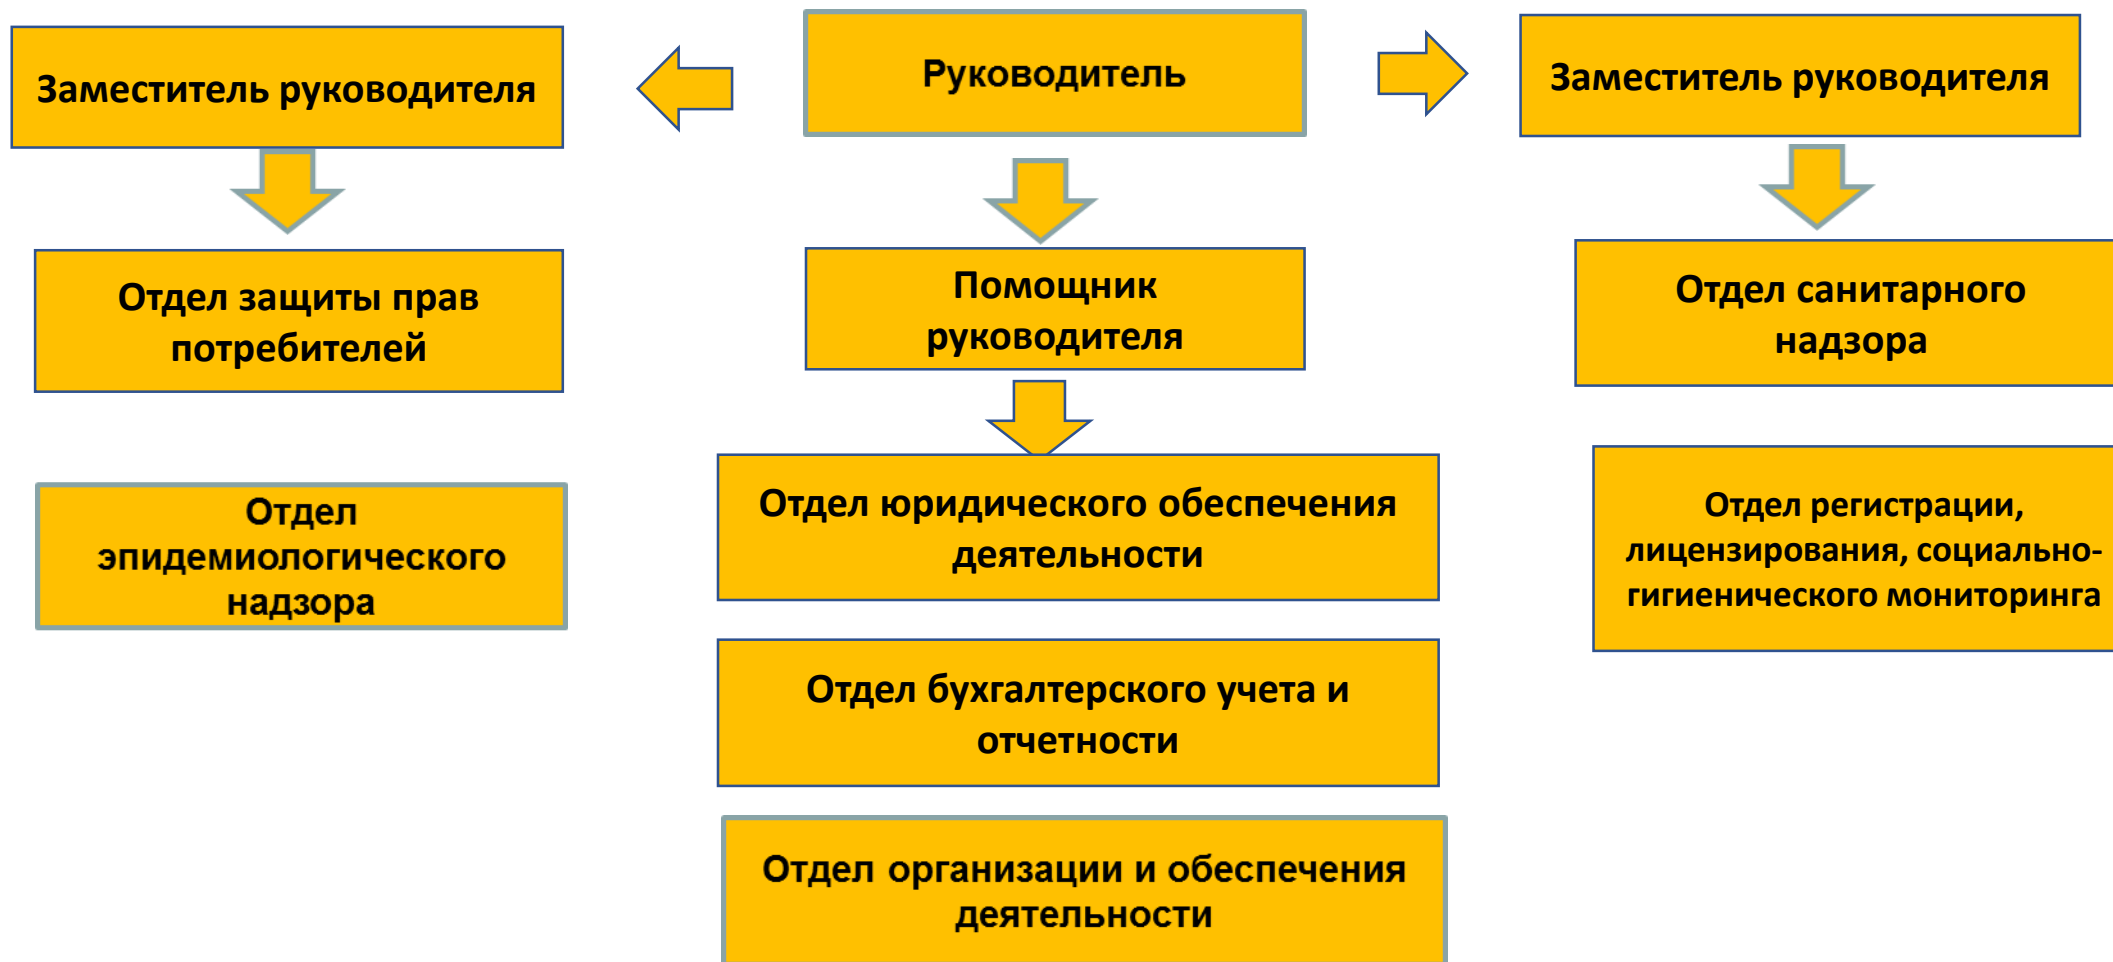 Заместитель руководителя
Руководитель
Заместитель руководителя
Отдел защиты прав
потребителей
Помощник
руководителя
Отдел санитарного
надзора
Отдел
эпидемиологического
надзора
Отдел юридического обеспечения
деятельности
Отдел регистрации,
лицензирования, социально-
гигиенического мониторинга
Отдел бухгалтерского учета и
отчетности
Отдел организации и обеспечения
деятельности